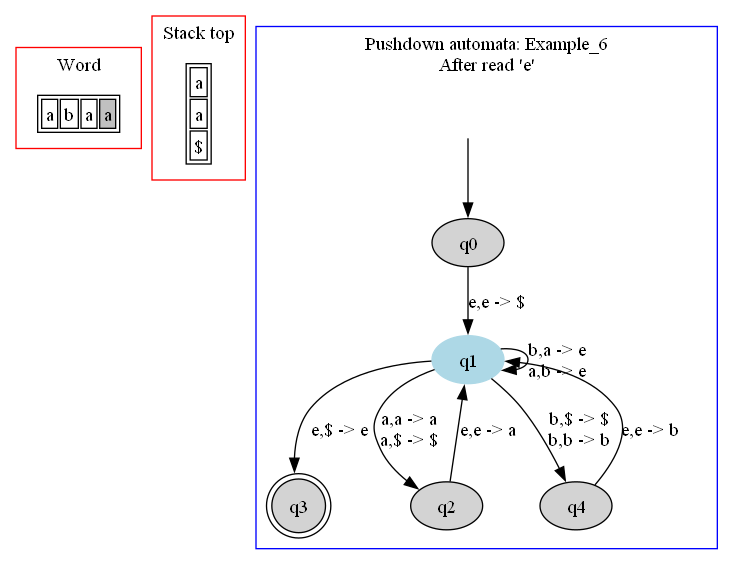 Word
a b a a
Stack top
a
a
$
Pushdown automata: Example_6
After read 'e'
q0
e,e -> $
q1
b,a -> e
a,b -> e
e,$ -> e
a,a -> a
a,$ -> $
e,e -> a
b,$ -> $
b,b -> b
e,e -> b
q3
q2
q4